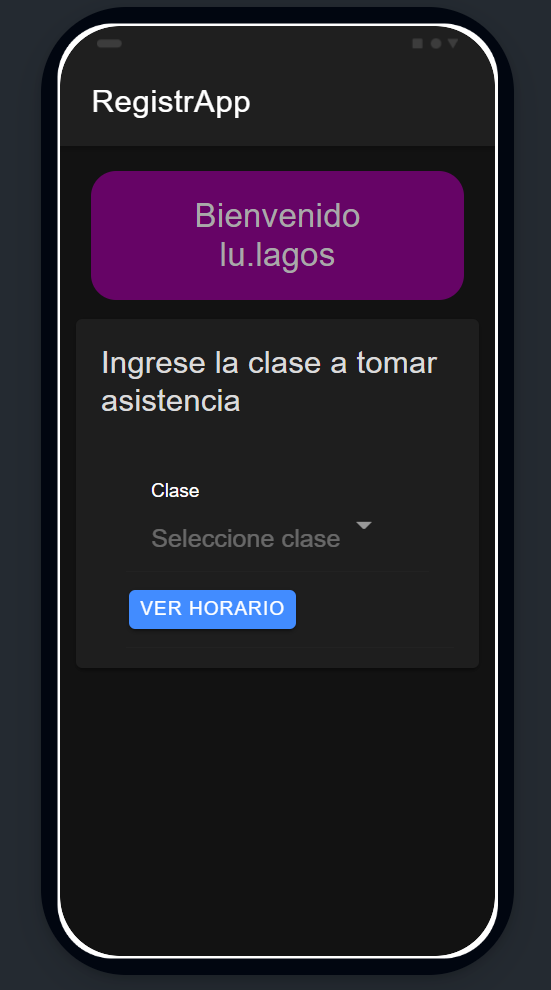 RegistrApp
Bienvenido
lu.lagos
Ingrese la clase a tomar
asistencia
Clase
Seleccione clase
VER HORARIO